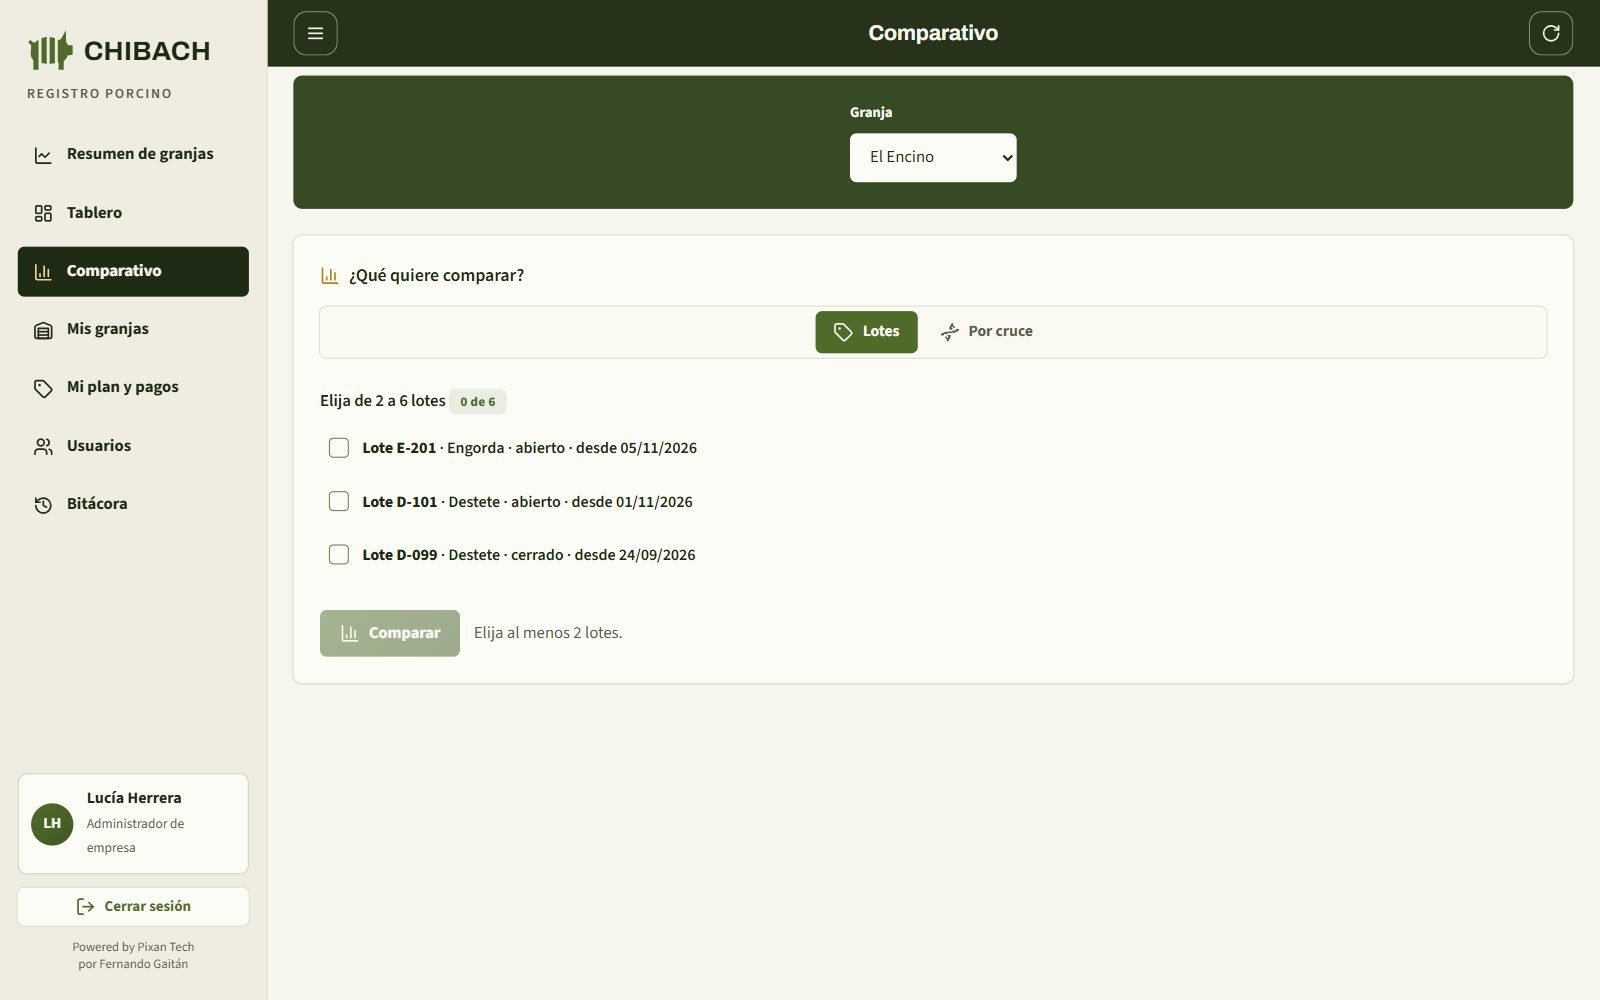 CHIBACH
REGISTRO PORCINO
Resumen de granjas
Tablero
Comparativo
Mis granjas
Mi plan y pagos
Usuarios
Bitácora
LH
Lucía Herrera
Administrador de
empresa
Cerrar sesión
Powered by Pixan Tech
por Fernando Gaitán
Comparativo
Granja
El Encino
¿Qué quiere comparar?
Lotes
Por cruce
Elija de 2 a 6 lotes 0 de 6
Lote E-201 · Engorda · abierto · desde 05/11/2026
Lote D-101 · Destete · abierto · desde 01/11/2026
Lote D-099 · Destete · cerrado · desde 24/09/2026
Comparar
Elija al menos 2 lotes.